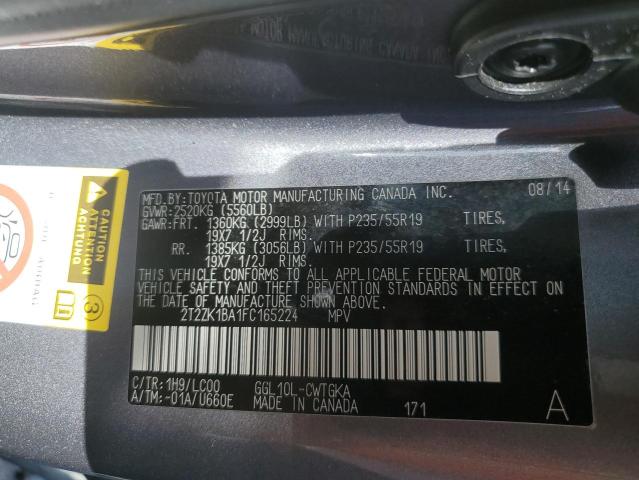 MFD.BY:TOYOTA MOTOR MANUFACTURING CANADA INC. 08/14
GVWR:2520KG (5560LB)
GAWR:FRT. 1360KG (2999LB) WITH P235/55R19 TIRES,
19X7 1/2J RIMS.
RR. 1385KG (3056LB) WITH P235/55R19 TIRES,
19X7 1/2J RIMS.
THIS VEHICLE CONFORMS TO ALL APPLICABLE FEDERAL MOTOR
VEHICLE SAFETY AND THEFT PREVENTION STANDARDS IN EFFECT ON
THE DATE OF MANUFACTURE SHOWN ABOVE.
2T2ZK1BA1FC165224 MPV
C/TR:1H9/LC00 GGL10L-CWTGKA
A/TM:-01A/U660E MADE IN CANADA 171 A
CAUTION
ATTENTION
ACHTUNG
3
AIRBAG